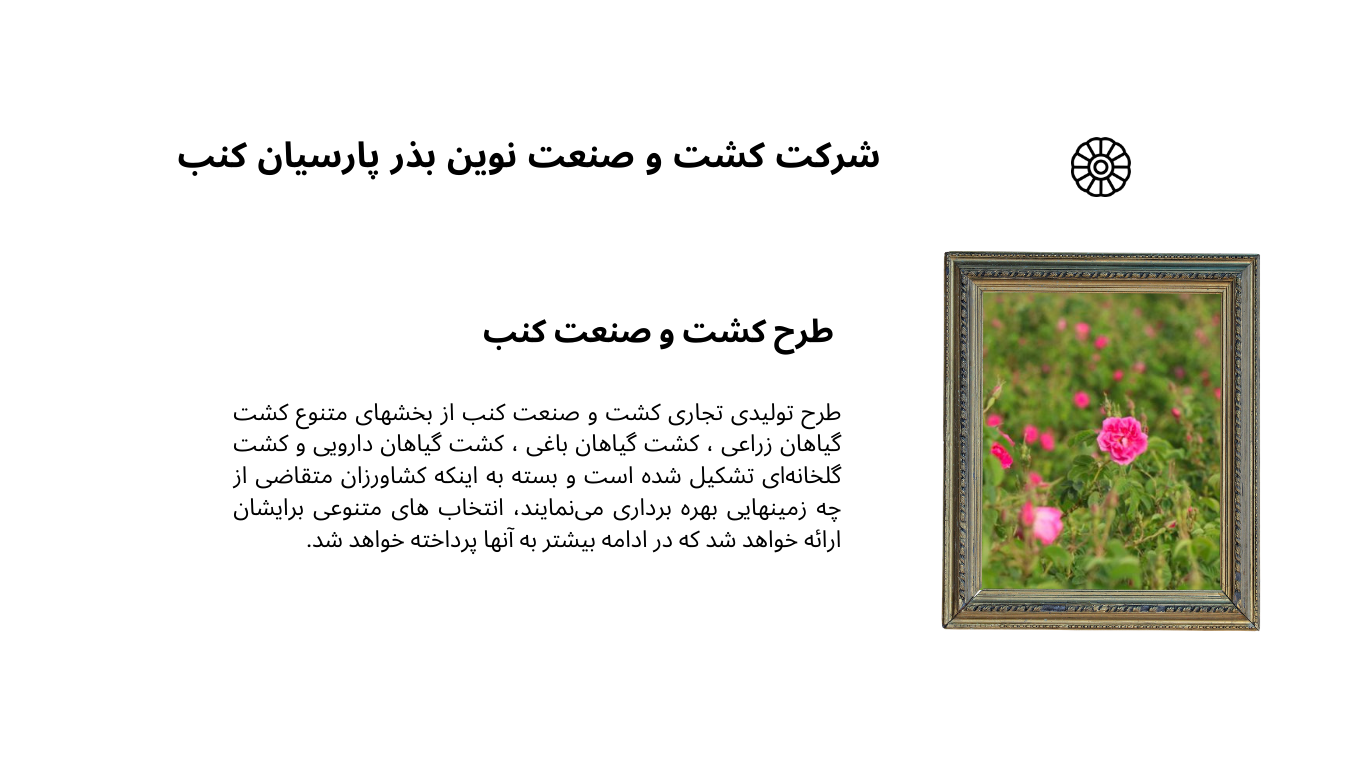 شرکت کشت و صنعت نوین بذر پارسیان کنب
طرح کشت و صنعت کنب
طرح تولیدی تجاری کشت و صنعت کنب از بخشهای متنوع کشت
گیاهان زراعی ، کشت گیاهان باغی ، کشت گیاهان دارویی و کشت
گلخانه‌ای تشکیل شده است و بسته به اینکه کشاورزان متقاضی از
چه زمینهایی بهره برداری می‌نمایند، انتخاب های متنوعی برایشان
ارائه خواهد شد که در ادامه بیشتر به آنها پرداخته خواهد شد.